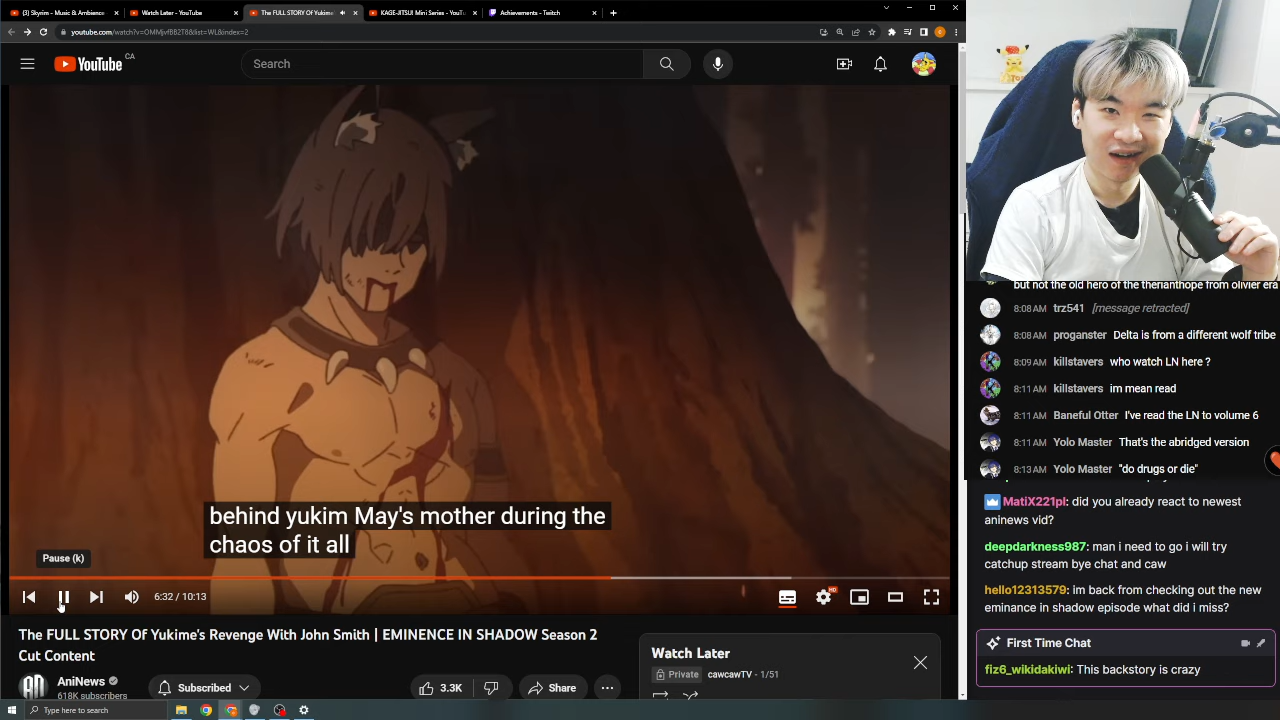 (3) Skyrim - Music & Ambience
Watch Later - YouTube
The FULL STORY Of Yukime
KAGE-JITSU! Mini Series - YouTu
Achievements - Twitch
youtube.com/watch?v=OMMjvfBB2T8&list=WL&index=2
YouTube CA
Search
behind yukim May's mother during the
chaos of it all
Pause (k)
6:32 / 10:13
HD
The FULL STORY Of Yukime's Revenge With John Smith | EMINENCE IN SHADOW Season 2
Cut Content
AN
AniNews
618K subscribers
Subscribed
3.3K
Share
Watch Later
Private cawcawTV - 1/51
Type here to search
but not the old hero of the therianthope from olivier era
8:08 AM trz541 [message retracted]
8:08 AM proganster Delta is from a different wolf tribe
8:09 AM killstavers who watch LN here ?
8:11 AM killstavers im mean read
8:11 AM Baneful Otter I've read the LN to volume 6
8:11 AM Yolo Master That's the abridged version
8:13 AM Yolo Master "do drugs or die"
MatiX221pl: did you already react to newest
aninews vid?
deepdarkness987: man i need to go i will try
catchup stream bye chat and caw
hello12313579: im back from checking out the new
eminance in shadow episode what did i miss?
First Time Chat
fiz6_wikidakiwi: This backstory is crazy